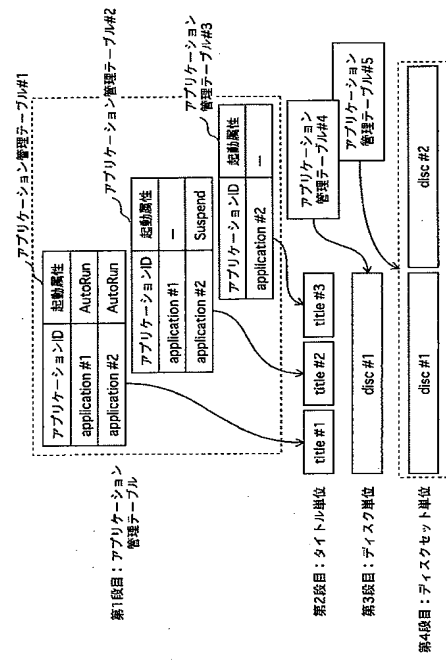 アプリケーション管理テーブル#1
アプリケーションID 起動属性
application #1 AutoRun
application #2 AutoRun
アプリケーション管理テーブル#2
アプリケーションID 起動属性
application #1 —
application #2 Suspend
アプリケーション
管理テーブル#3
アプリケーションID 起動属性
application #2 —
第1段目：アプリケーション
管理テーブル
第2段目：タイトル単位
title #1 title #2 title #3
アプリケーション
管理テーブル#4
第3段目：ディスク単位
disc #1
アプリケーション
管理テーブル#5
第4段目：ディスクセット単位
disc #1 disc #2